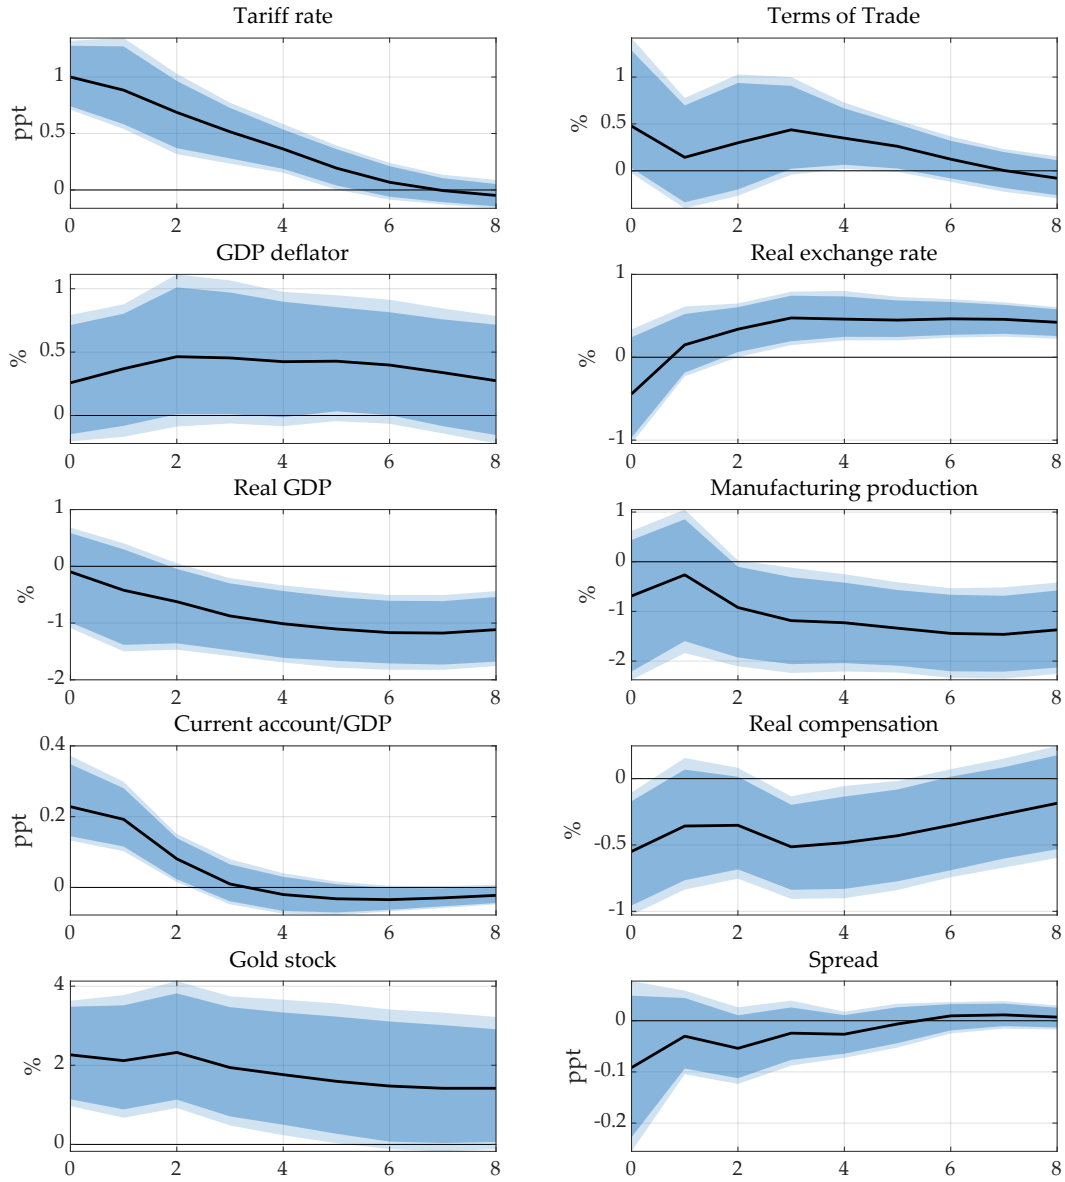 Tariff rate
ppt
1
0.5
0
0 2 4 6 8
Terms of Trade
%
1
0.5
0
0 2 4 6 8
GDP deflator
%
1
0.5
0
0 2 4 6 8
Real exchange rate
%
1
0
-1
0 2 4 6 8
Real GDP
%
1
0
-1
-2
0 2 4 6 8
Manufacturing production
%
1
0
-1
-2
0 2 4 6 8
Current account/GDP
ppt
0.4
0.2
0
0 2 4 6 8
Real compensation
%
0
-0.5
-1
0 2 4 6 8
Gold stock
%
4
2
0
0 2 4 6 8
Spread
ppt
0
-0.1
-0.2
0 2 4 6 8